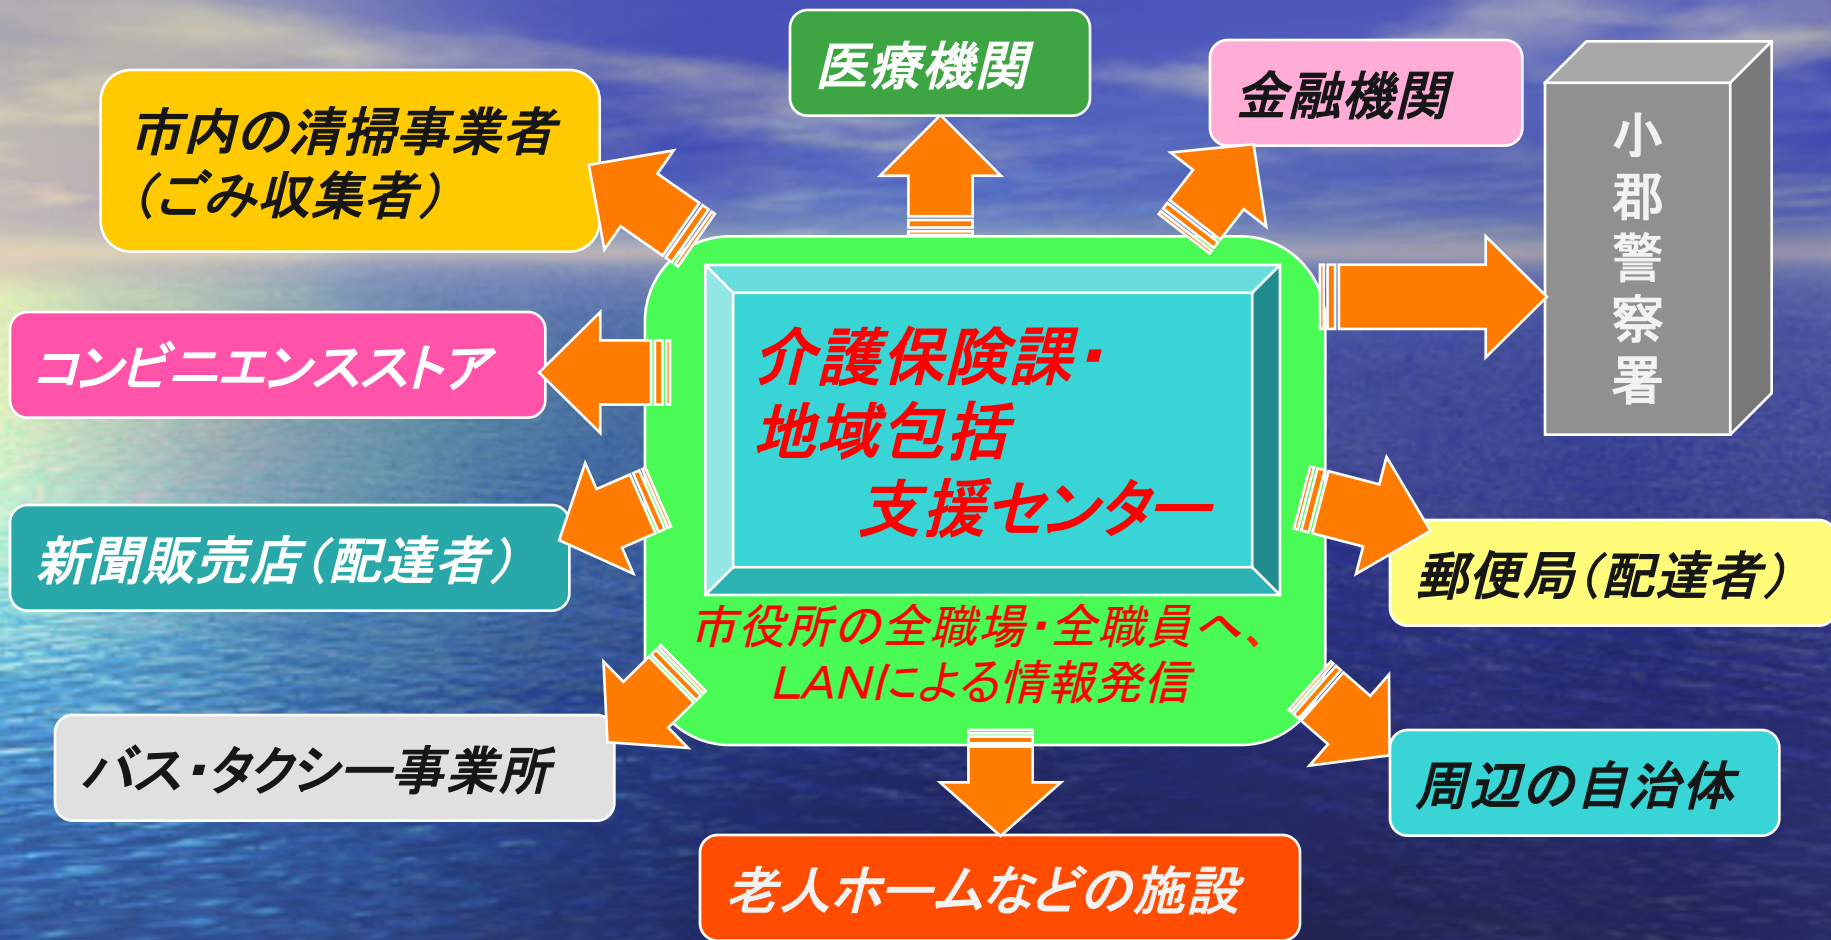 医療機関
金融機関
市内の清掃事業者
（ごみ収集者）
小郡警察署
コンビニエンスストア
介護保険課・
地域包括
支援センター
新聞販売店（配達者）
郵便局（配達者）
市役所の全職場・全職員へ、
LANによる情報発信
バス・タクシー事業所
周辺の自治体
老人ホームなどの施設